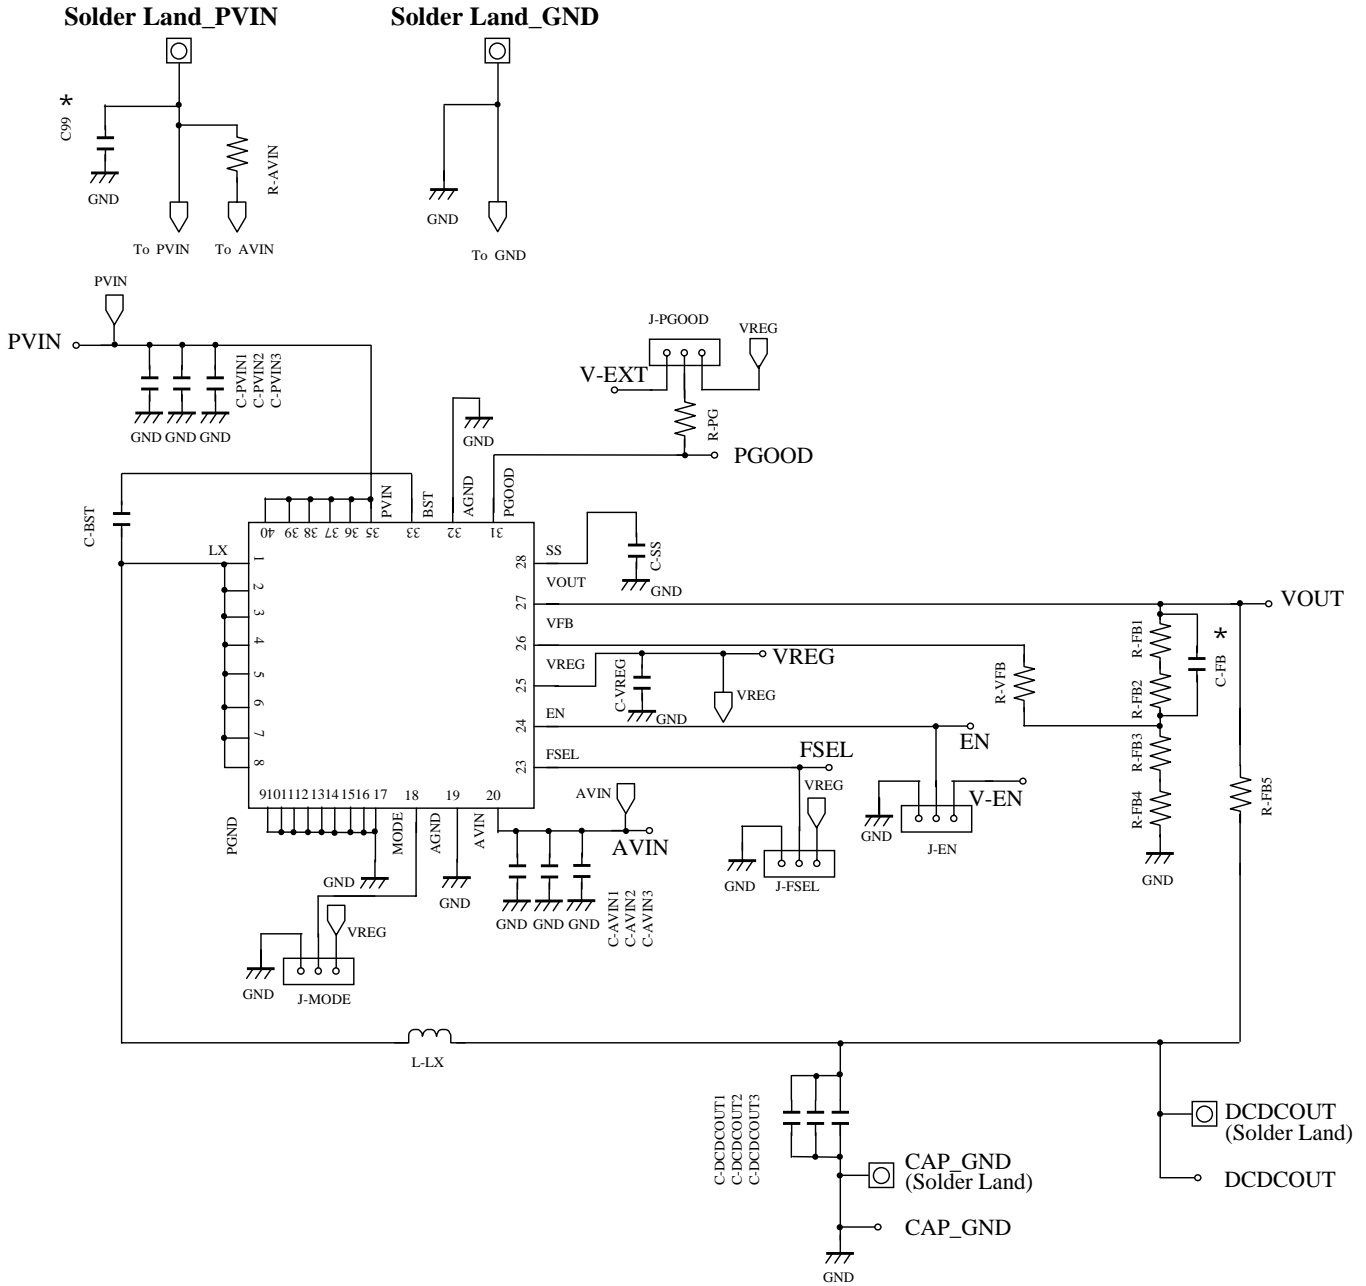 Solder Land_PVIN
Solder Land_GND
C99 *
R-AVIN
GND
GND
To PVIN
To AVIN
To GND
PVIN
PVIN
C-PVIN1
C-PVIN2
C-PVIN3
GND GND GND
J-PGOOD
VREG
V-EXT
R-PG
PGOOD
GND
C-BST
PVIN
BST
AGND
PGOOD
40 39 38 37 36 35 33 32 31
LX
1
2
3
4
5
6
7
8
SS
28
C-SS
GND
VOUT
27
VOUT
VFB
26
VREG
25
C-VREG
GND
VREG
VREG
EN
24
EN
FSEL
23
FSEL
VREG
R-VFB
R-FB1
R-FB2
C-FB
*
R-FB3
R-FB4
R-FB5
GND
V-EN
GND
J-EN
GND
J-FSEL
9 10 11 12 13 14 15 16 17 18 19 20
PGND
MODE
AGND
AVIN
AVIN
AVIN
GND
GND
GND GND GND
C-AVIN1
C-AVIN2
C-AVIN3
VREG
GND
J-MODE
L-LX
C-DCDCOUT1
C-DCDCOUT2
C-DCDCOUT3
CAP_GND
(Solder Land)
CAP_GND
GND
DCDCOUT
(Solder Land)
DCDCOUT